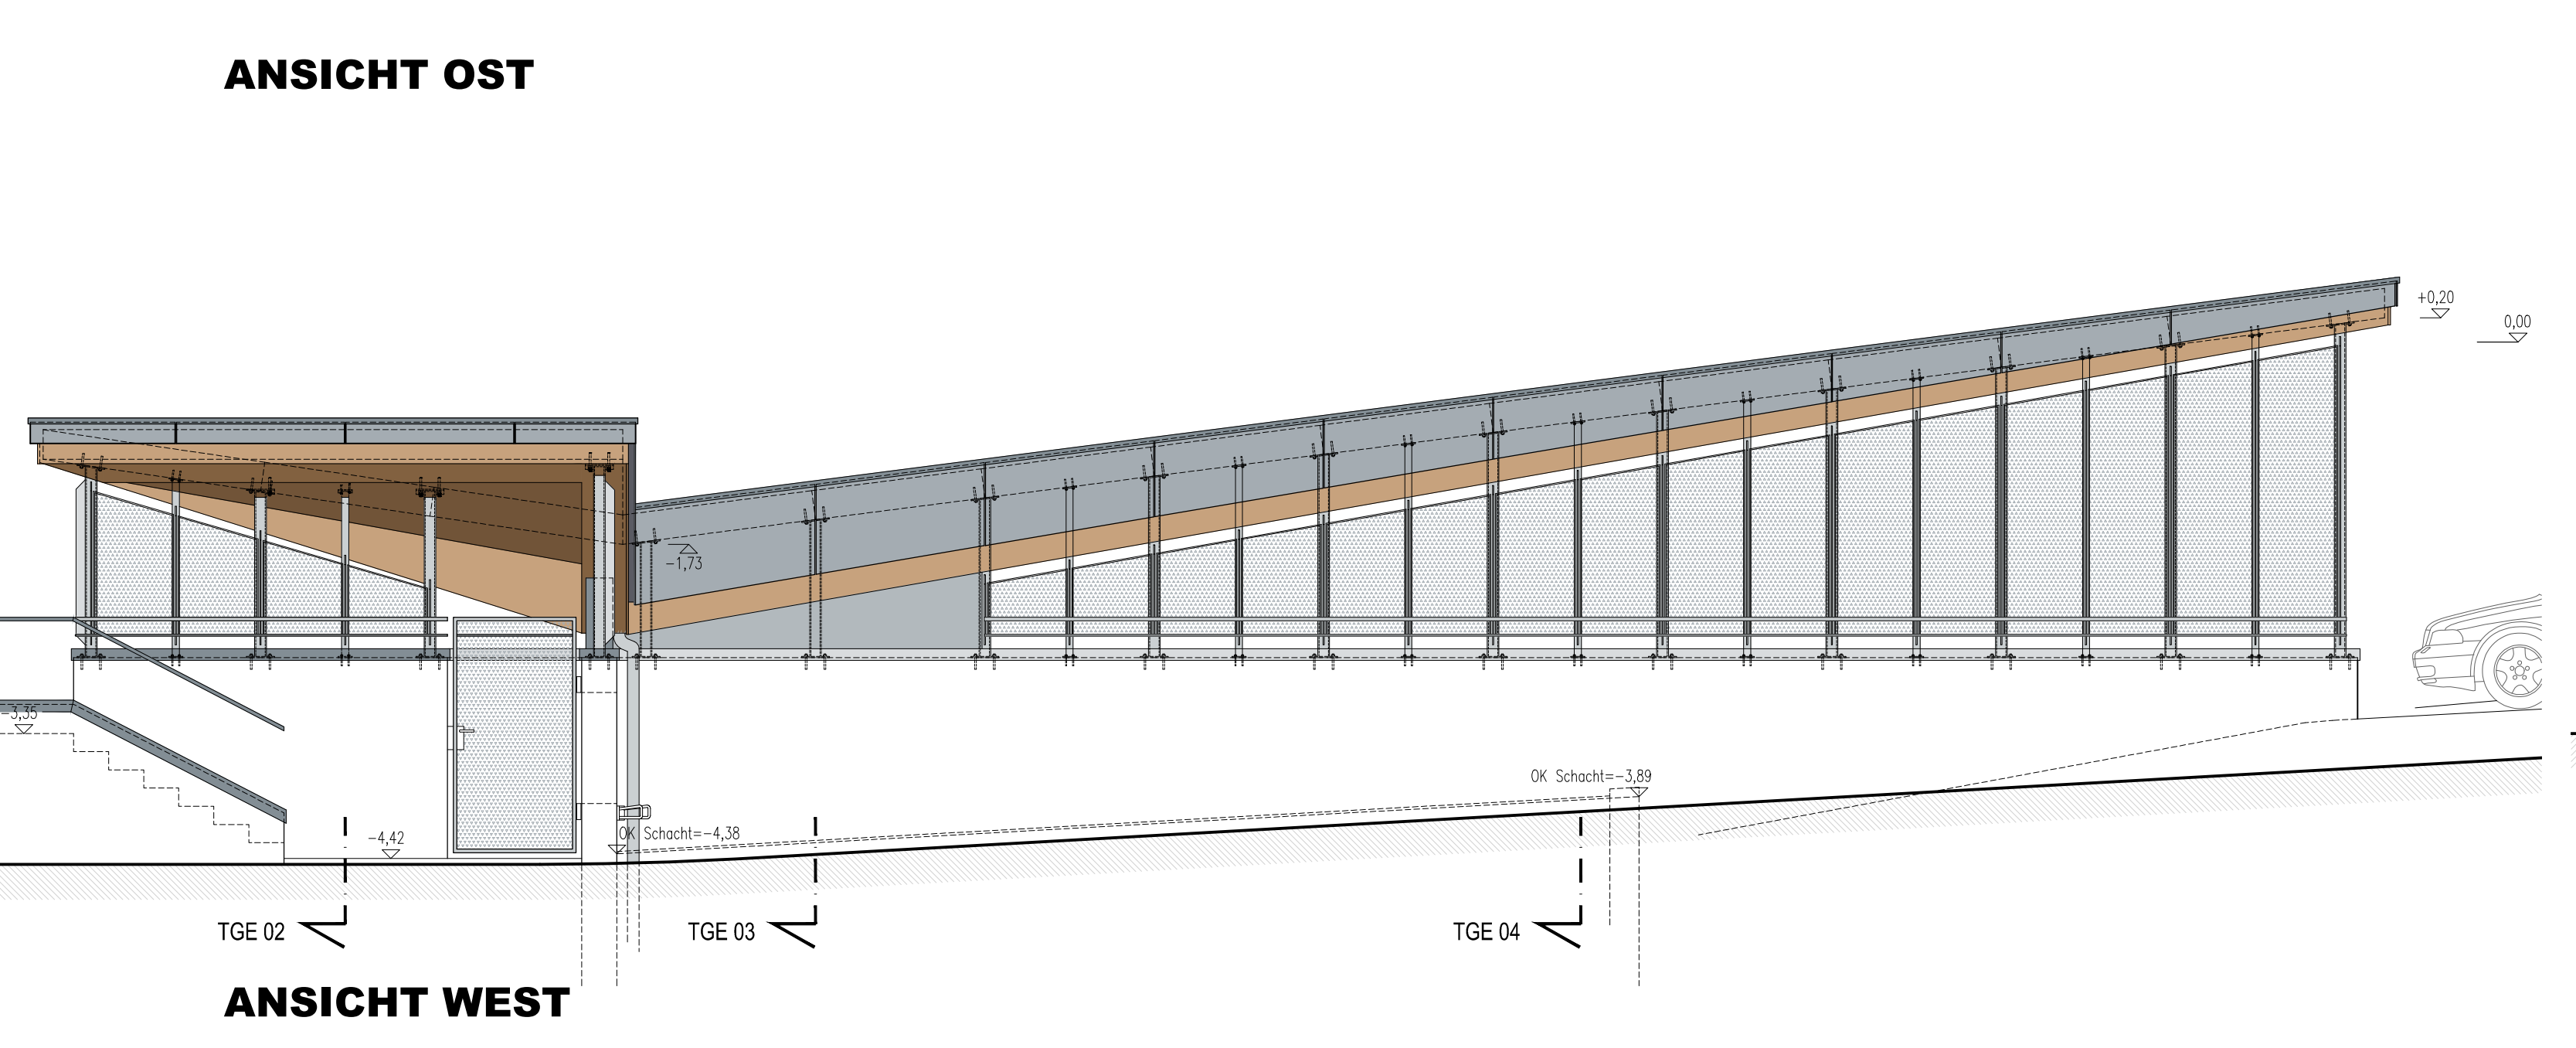 ANSICHT OST
+0,20
0,00
-1,73
-3,35
OK Schacht=-3,89
OK Schacht=-4,38
-4,42
TGE 02
TGE 03
TGE 04
ANSICHT WEST